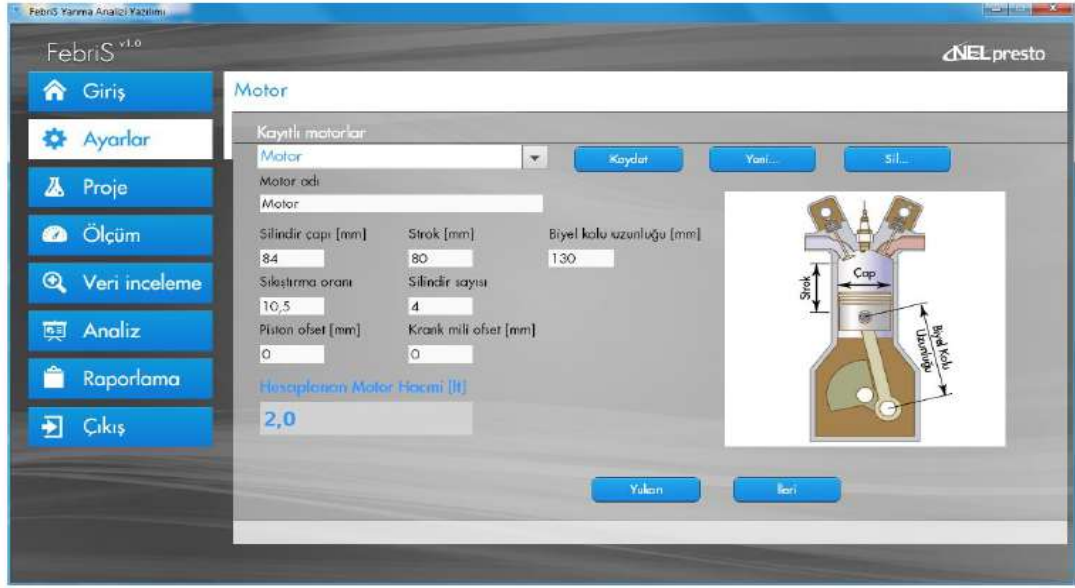 FebriS Yanma Analizi Yazılımı
FebriS v1.0
NEL presto
Giriş
Ayarlar
Proje
Ölçüm
Veri inceleme
Analiz
Raporlama
Çıkış
Motor
Kayıtlı motorlar
Motor
Kaydet
Yeni...
Sil...
Motor adı
Motor
Silindir çapı [mm] Strok [mm] Biyel kolu uzunluğu [mm]
84 80 130
Sıkıştırma oranı Silindir sayısı
10,5 4
Piston ofset [mm] Krank mili ofset [mm]
0 0
Hesaplanan Motor Hacmi [lt]
2,0
Çap
Strok
Biyel Kolu
Uzunluğu
Yukarı İleri